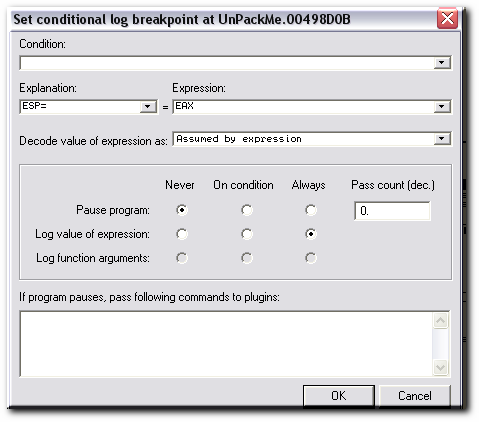 Set conditional log breakpoint at UnPackMe.00498D0B
Condition:
Explanation: Expression:
ESP= = EAX
Decode value of expression as: Assumed by expression
Never On condition Always Pass count (dec.)
Pause program: 0.
Log value of expression:
Log function arguments:
If program pauses, pass following commands to plugins:
OK Cancel